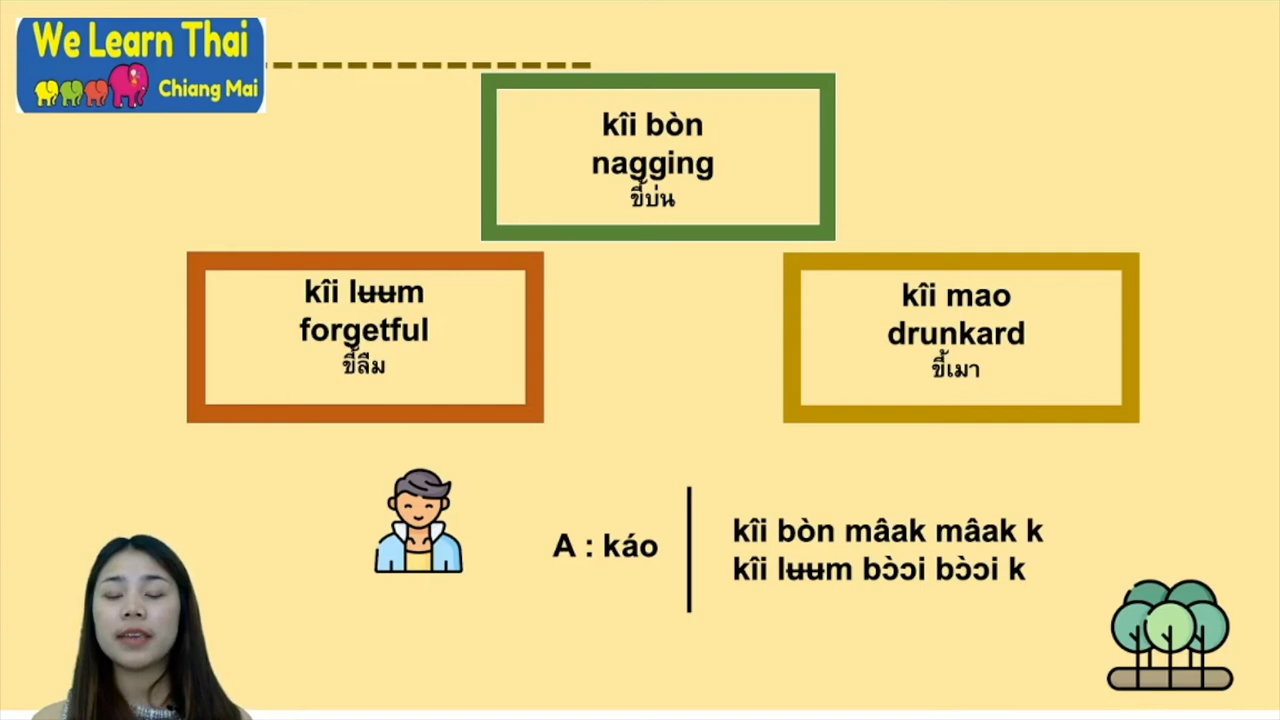 We Learn Thai
Chiang Mai
kîi bòn
nagging
ขี้บ่น
kîi lʉʉm
forgetful
ขี้ลืม
kîi mao
drunkard
ขี้เมา
A : káo
kîi bòn mâak mâak k
kîi lʉʉm bɔ̀ɔi bɔ̀ɔi k